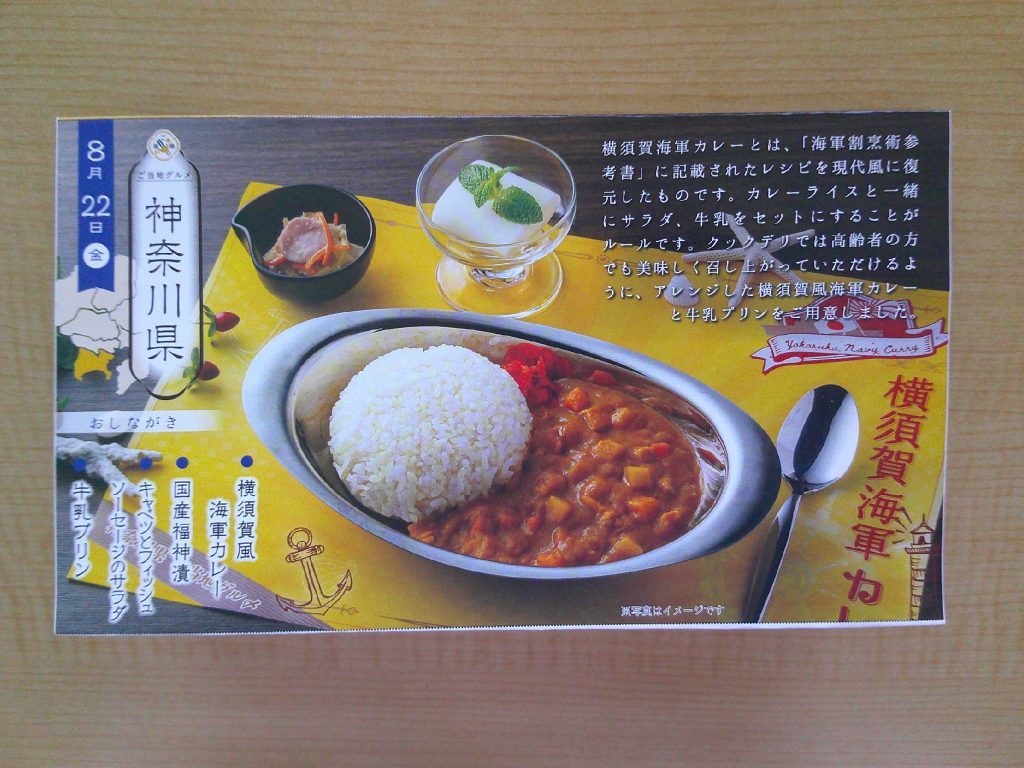 8月
22日
金
ご当地グルメ
神奈川県
横須賀海軍カレーとは、「海軍割烹術参
考書」に記載されたレシピを現代風に復
元したものです。カレーライスと一緒
にサラダ、牛乳をセットにすることが
ルールです。クックデリでは高齢者の方
でも美味しく召し上がっていただけるよ
うに、アレンジした横須賀風海軍カレー
と牛乳プリンをご用意しました。
Yokosuka Navy Curry
横須賀海軍カレ
おしながき
横須賀風
海軍カレー
国産福神漬
キャベツとフィッシュ
ソーセージのサラダ
牛乳プリン
※写真はイメージです